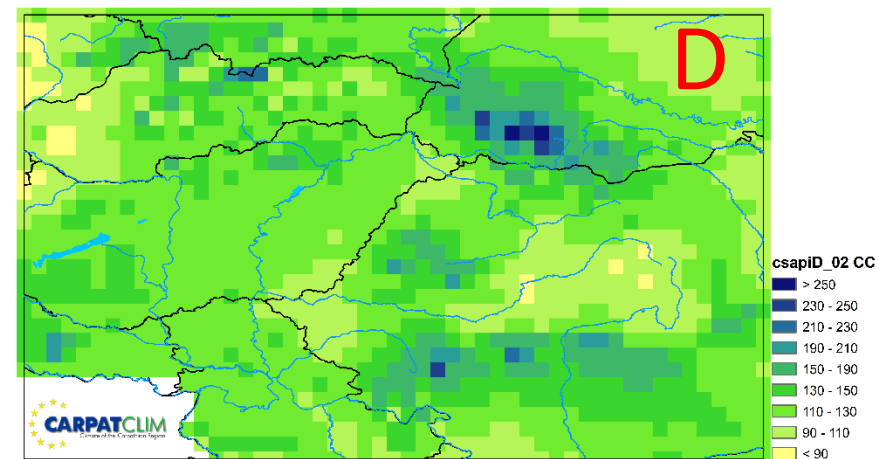 D
csapiD_02 CC
> 250
230 - 250
210 - 230
190 - 210
150 - 190
130 - 150
110 - 130
90 - 110
< 90
CARPATCLIM
Climate of the Carpathian Region